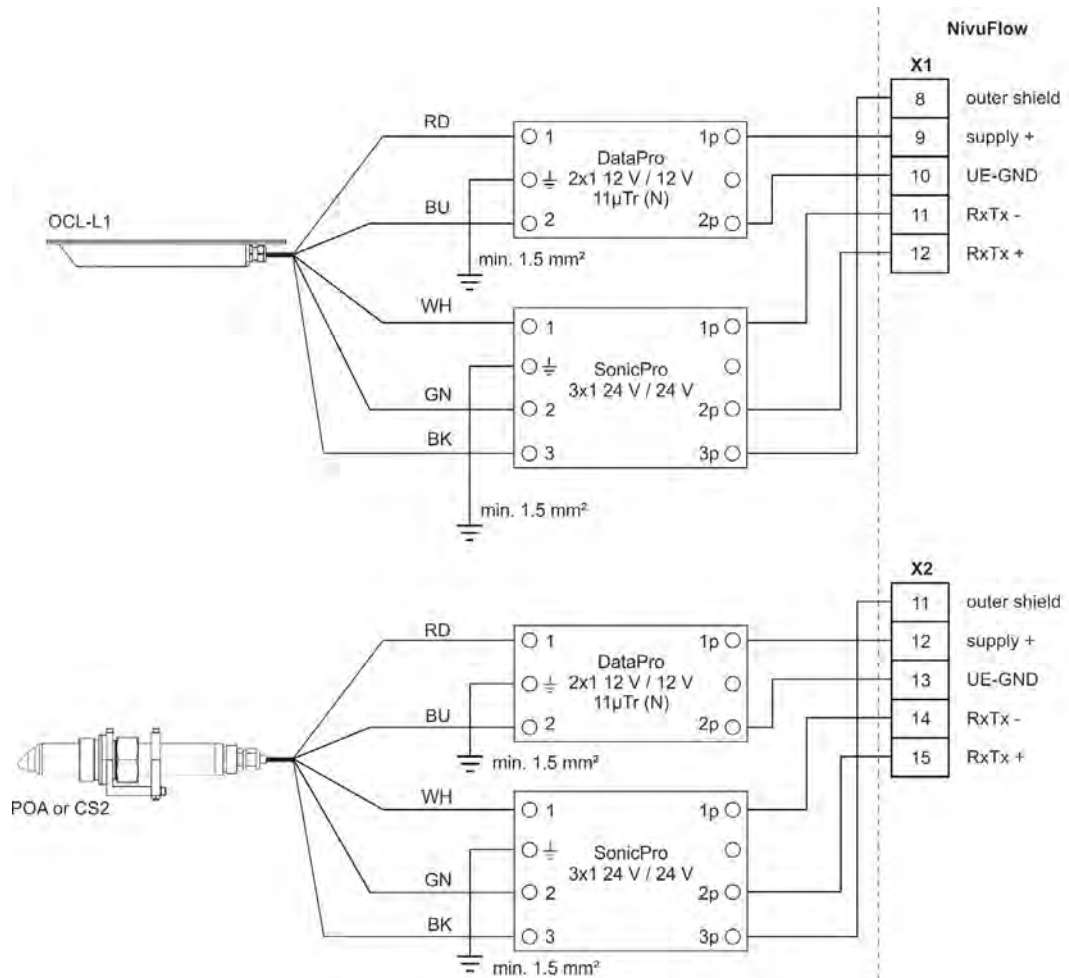 NivuFlow
X1
8 outer shield
9 supply +
10 UE-GND
11 RxTx -
12 RxTx +
OCL-L1
RD
BU
WH
GN
BK
1 1p
DataPro
2x1 12 V / 12 V
11µTr (N)
2 2p
min. 1.5 mm²
1 1p
SonicPro
3x1 24 V / 24 V
2 2p
3 3p
min. 1.5 mm²
X2
11 outer shield
12 supply +
13 UE-GND
14 RxTx -
15 RxTx +
POA or CS2
RD
BU
WH
GN
BK
1 1p
DataPro
2x1 12 V / 12 V
11µTr (N)
2 2p
min. 1.5 mm²
1 1p
SonicPro
3x1 24 V / 24 V
2 2p
3 3p
min. 1.5 mm²